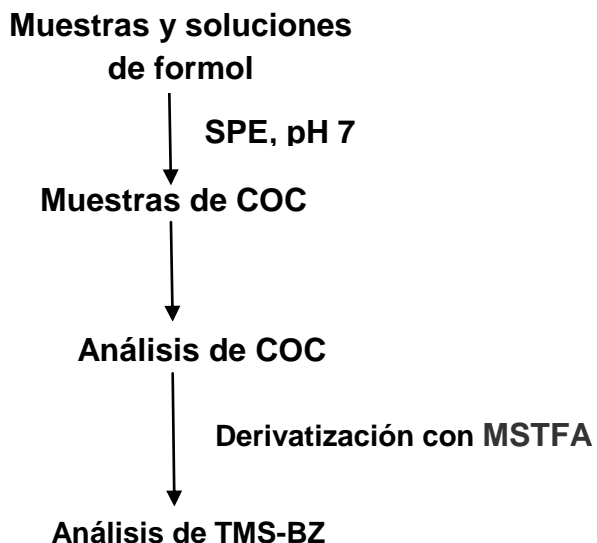 Muestras y soluciones
de formol
SPE, pH 7
Muestras de COC
Análisis de COC
Derivatización con MSTFA
Análisis de TMS-BZ